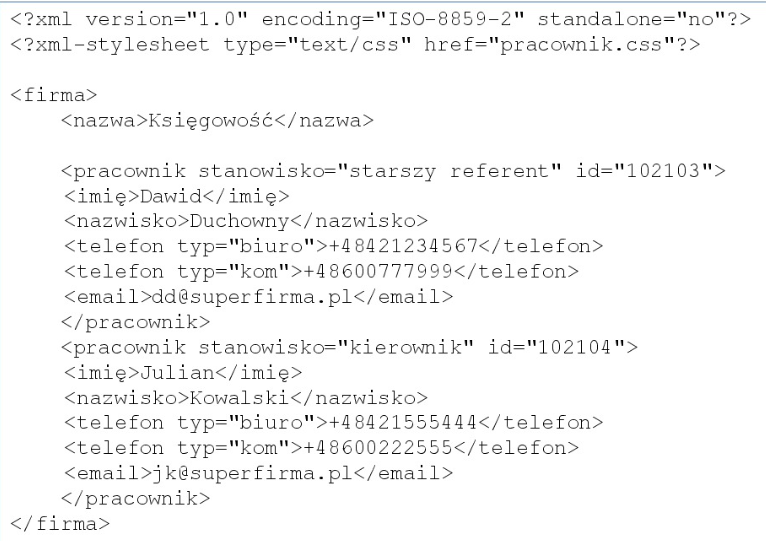 <?xml version="1.0" encoding="ISO-8859-2" standalone="no"?>
<?xml-stylesheet type="text/css" href="pracownik.css"?>
<firma>
<nazwa>Księgowość</nazwa>
<pracownik stanowisko="starszy referent" id="102103">
<imię>Dawid</imię>
<nazwisko>Duchowny</nazwisko>
<telefon typ="biuro">+48421234567</telefon>
<telefon typ="kom">+48600777999</telefon>
<email>dd@superfirma.pl</email>
</pracownik>
<pracownik stanowisko="kierownik" id="102104">
<imię>Julian</imię>
<nazwisko>Kowalski</nazwisko>
<telefon typ="biuro">+48421555444</telefon>
<telefon typ="kom">+48600222555</telefon>
<email>jk@superfirma.pl</email>
</pracownik>
</firma>